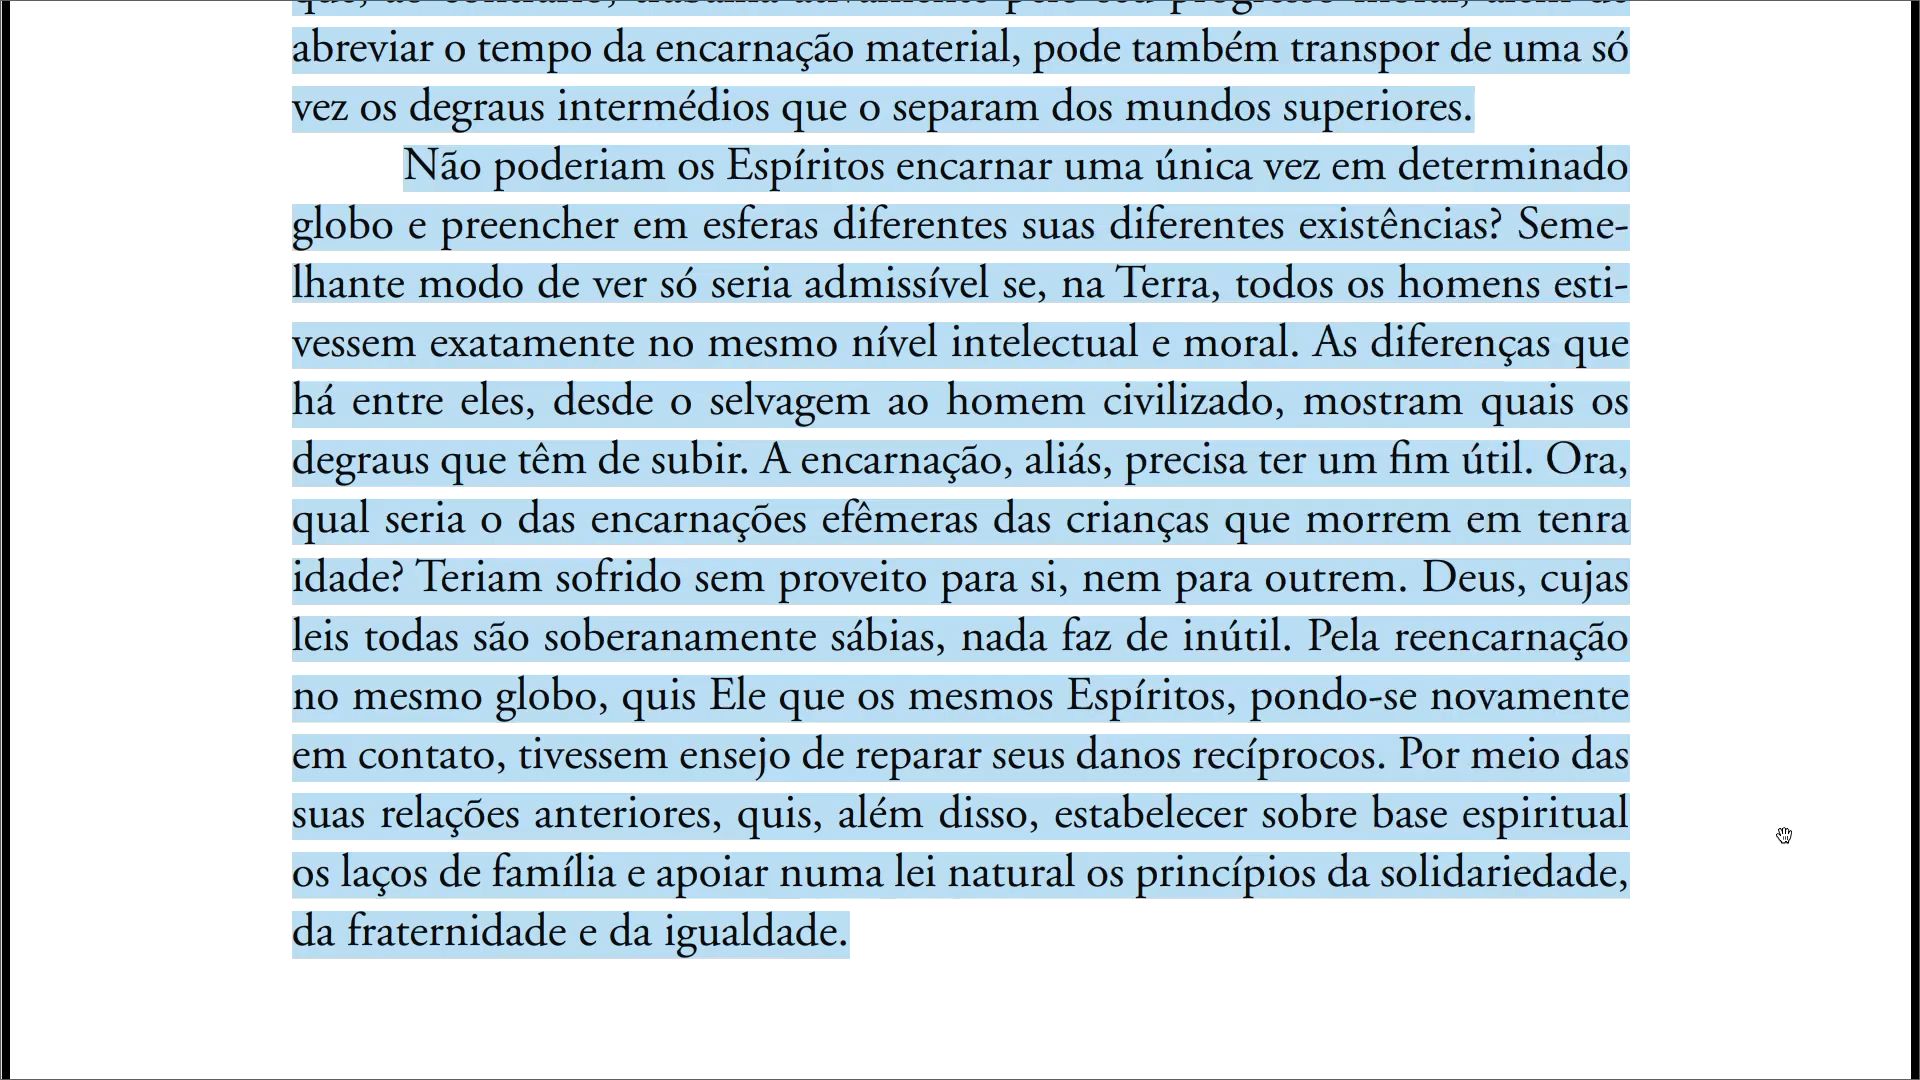 abreviar o tempo da encarnação material, pode também transpor de uma só
vez os degraus intermédios que o separam dos mundos superiores.
Não poderiam os Espíritos encarnar uma única vez em determinado
globo e preencher em esferas diferentes suas diferentes existências? Seme-
lhante modo de ver só seria admissível se, na Terra, todos os homens esti-
vessem exatamente no mesmo nível intelectual e moral. As diferenças que
há entre eles, desde o selvagem ao homem civilizado, mostram quais os
degraus que têm de subir. A encarnação, aliás, precisa ter um fim útil. Ora,
qual seria o das encarnações efêmeras das crianças que morrem em tenra
idade? Teriam sofrido sem proveito para si, nem para outrem. Deus, cujas
leis todas são soberanamente sábias, nada faz de inútil. Pela reencarnação
no mesmo globo, quis Ele que os mesmos Espíritos, pondo-se novamente
em contato, tivessem ensejo de reparar seus danos recíprocos. Por meio das
suas relações anteriores, quis, além disso, estabelecer sobre base espiritual
os laços de família e apoiar numa lei natural os princípios da solidariedade,
da fraternidade e da igualdade.